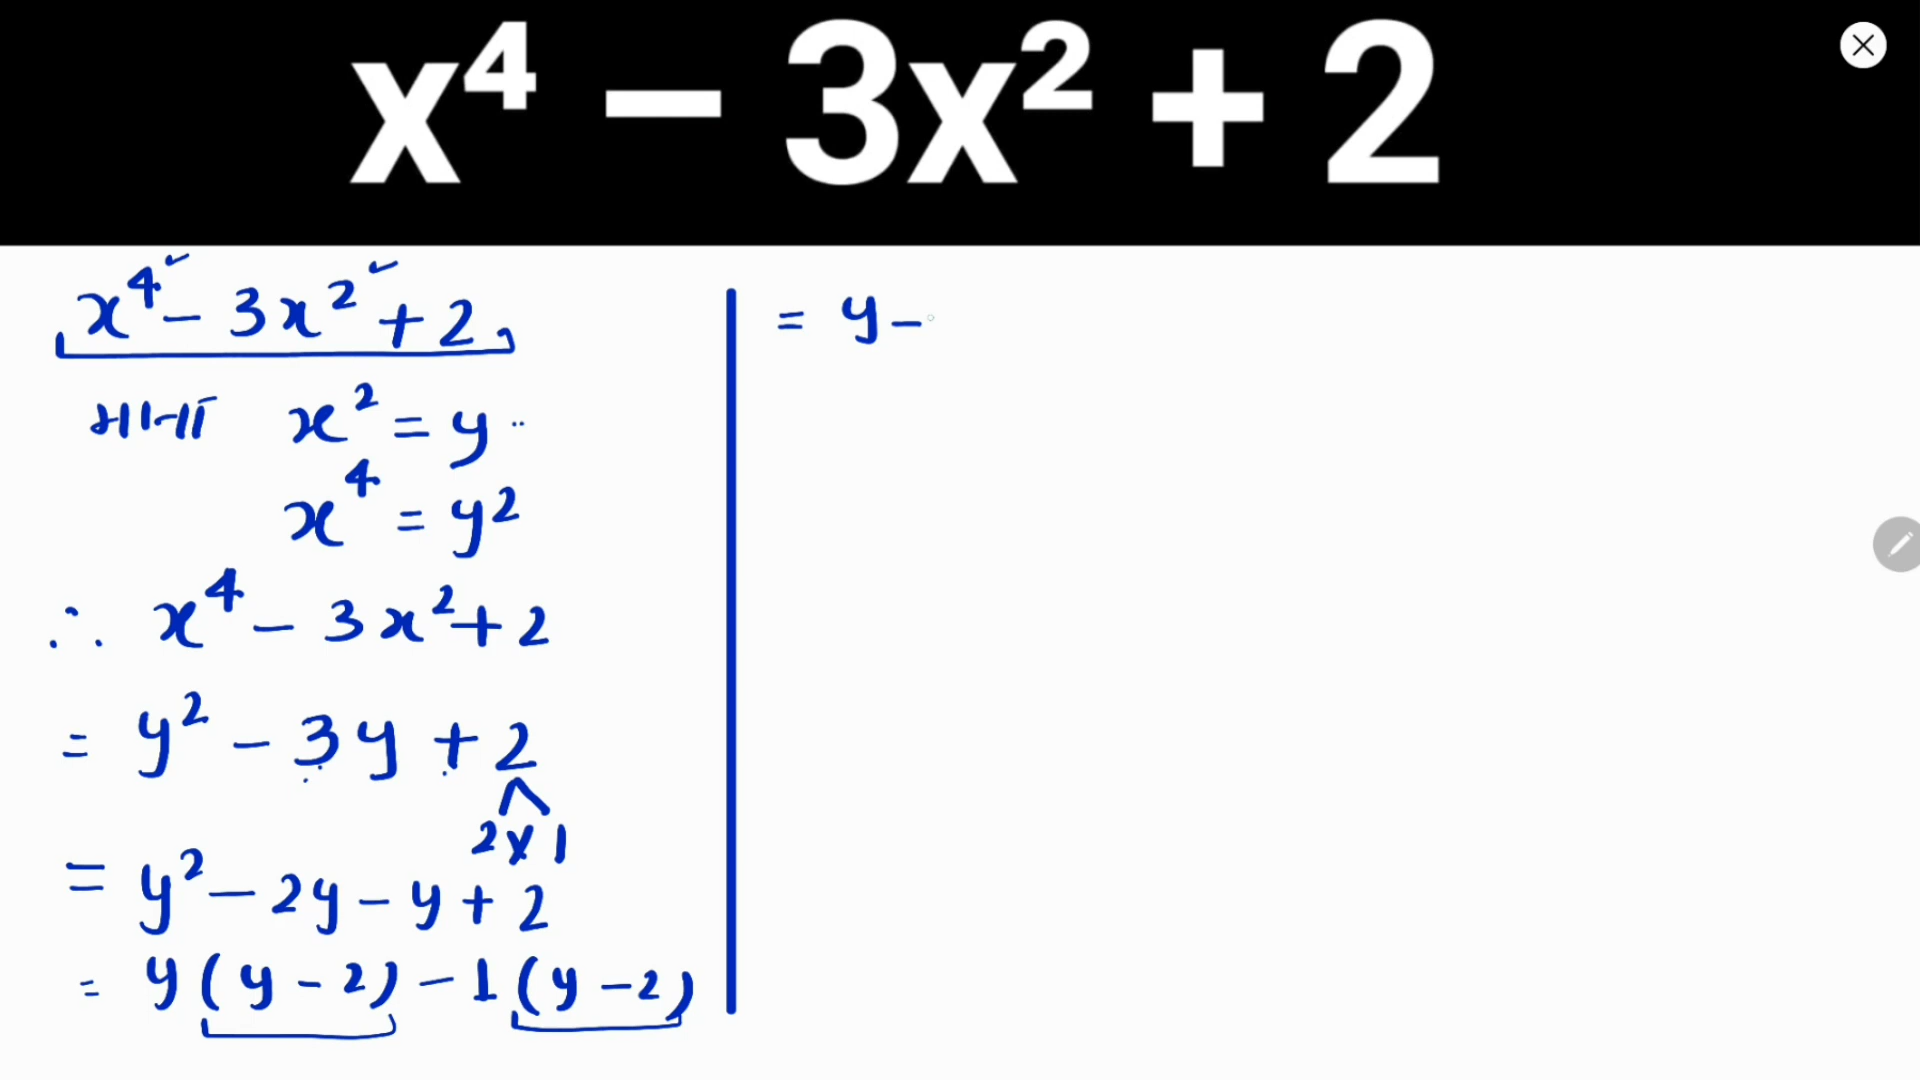 x⁴ – 3x² + 2
x⁴ – 3x² + 2,
x² = y
x⁴ = y²
∴ x⁴ – 3x² + 2
= y² – 3y + 2
2 x 1
= y² – 2y – y + 2
= y (y – 2) – 1 (y – 2)
= y –